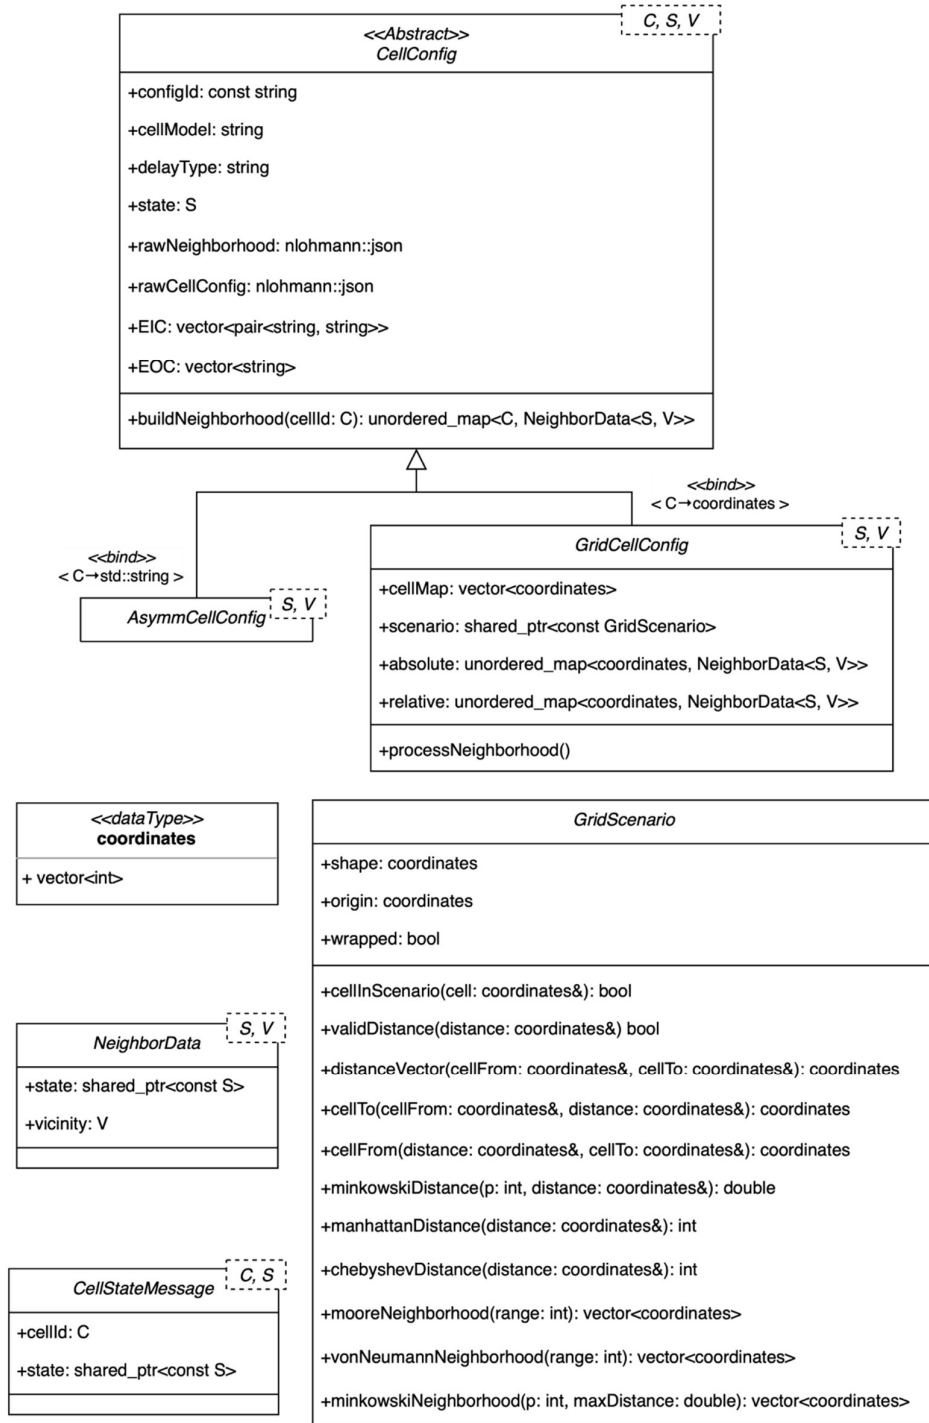 C, S, V
<<Abstract>>
CellConfig
+configId: const string
+cellModel: string
+delayType: string
+state: S
+rawNeighborhood: nlohmann::json
+rawCellConfig: nlohmann::json
+EIC: vector<pair<string, string>>
+EOC: vector<string>
+buildNeighborhood(cellId: C): unordered_map<C, NeighborData<S, V>>
<<bind>>
< C→coordinates >
<<bind>>
< C→std::string >
S, V
AsymmCellConfig
S, V
GridCellConfig
+cellMap: vector<coordinates>
+scenario: shared_ptr<const GridScenario>
+absolute: unordered_map<coordinates, NeighborData<S, V>>
+relative: unordered_map<coordinates, NeighborData<S, V>>
+processNeighborhood()
<<dataType>>
coordinates
+ vector<int>
S, V
NeighborData
+state: shared_ptr<const S>
+vicinity: V
C, S
CellStateMessage
+cellId: C
+state: shared_ptr<const S>
GridScenario
+shape: coordinates
+origin: coordinates
+wrapped: bool
+cellInScenario(cell: coordinates&): bool
+validDistance(distance: coordinates&) bool
+distanceVector(cellFrom: coordinates&, cellTo: coordinates&): coordinates
+cellTo(cellFrom: coordinates&, distance: coordinates&): coordinates
+cellFrom(distance: coordinates&, cellTo: coordinates&): coordinates
+minkowskiDistance(p: int, distance: coordinates&): double
+manhattanDistance(distance: coordinates&): int
+chebyshevDistance(distance: coordinates&): int
+mooreNeighborhood(range: int): vector<coordinates>
+vonNeumannNeighborhood(range: int): vector<coordinates>
+minkowskiNeighborhood(p: int, maxDistance: double): vector<coordinates>